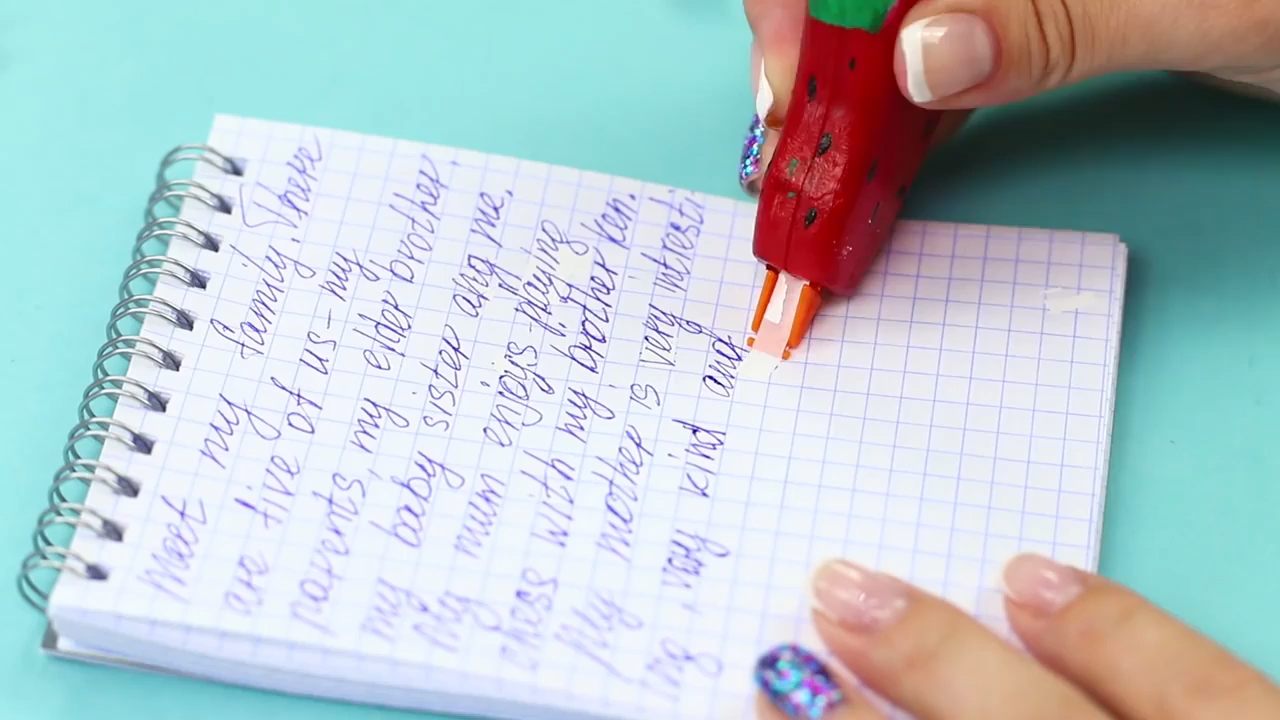 Meet my family. There
are five of us - my
parents, my elder brother,
my baby sister and me.
My mum enjoys playing
chess with my brother Ken.
My mother is very interesti
ing, very kind and